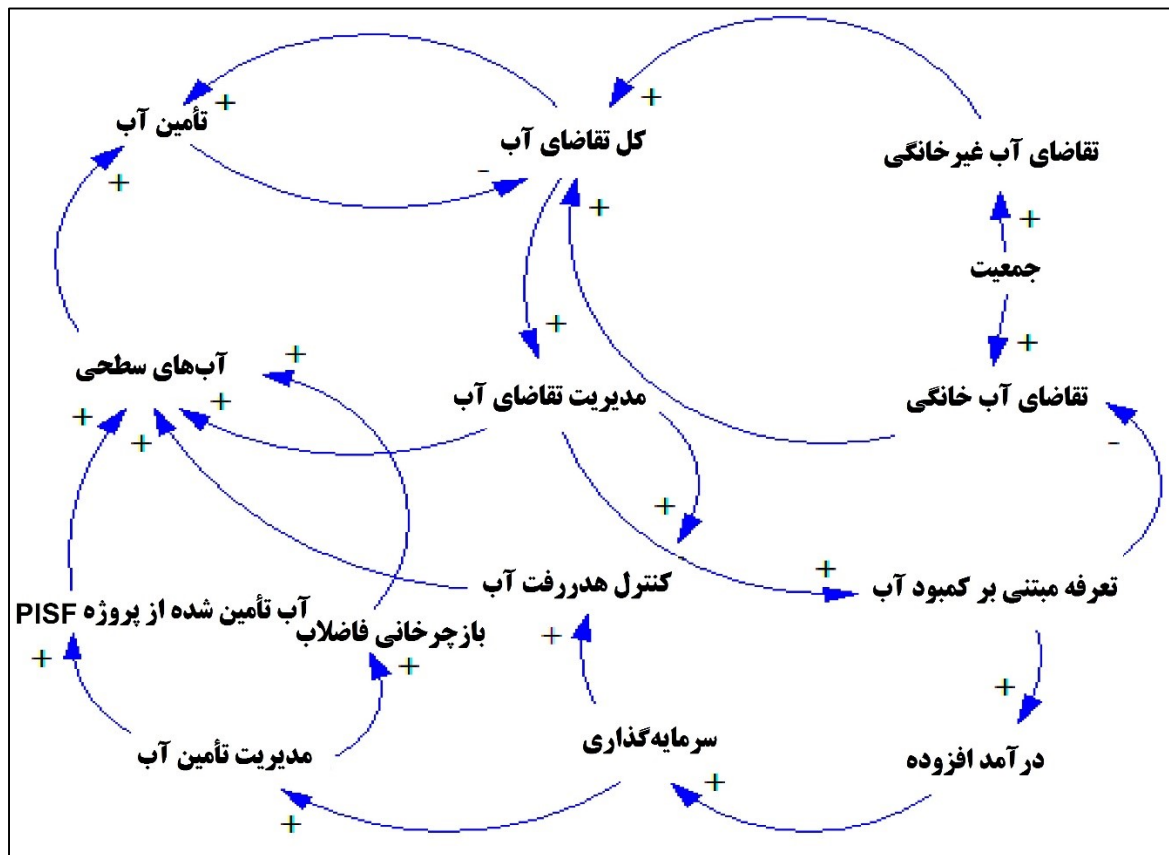 تأمین آب
کل تقاضای آب
تقاضای آب غیرخانگی
جمعیت
آب‌های سطحی
مدیریت تقاضای آب
تقاضای آب خانگی
کنترل هدررفت آب
تعرفه مبتنی بر کمبود آب
آب تأمین شده از پروژه PISF
بازچرخانی فاضلاب
مدیریت تأمین آب
سرمایه‌گذاری
درآمد افزوده
+
+
-
+
+
+
+
+
+
+
+
+
+
-
+
+
+
+
+
+
+
+